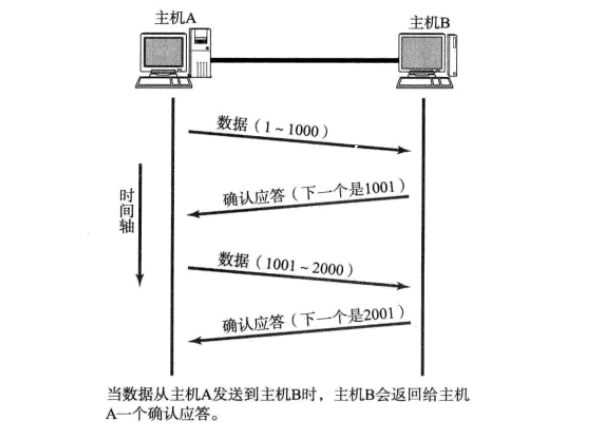 主机A
主机B
数据（1～1000）
确认应答（下一个是1001）
时间轴
数据（1001～2000）
确认应答（下一个是2001）
当数据从主机A发送到主机B时，主机B会返回给主机
A一个确认应答。